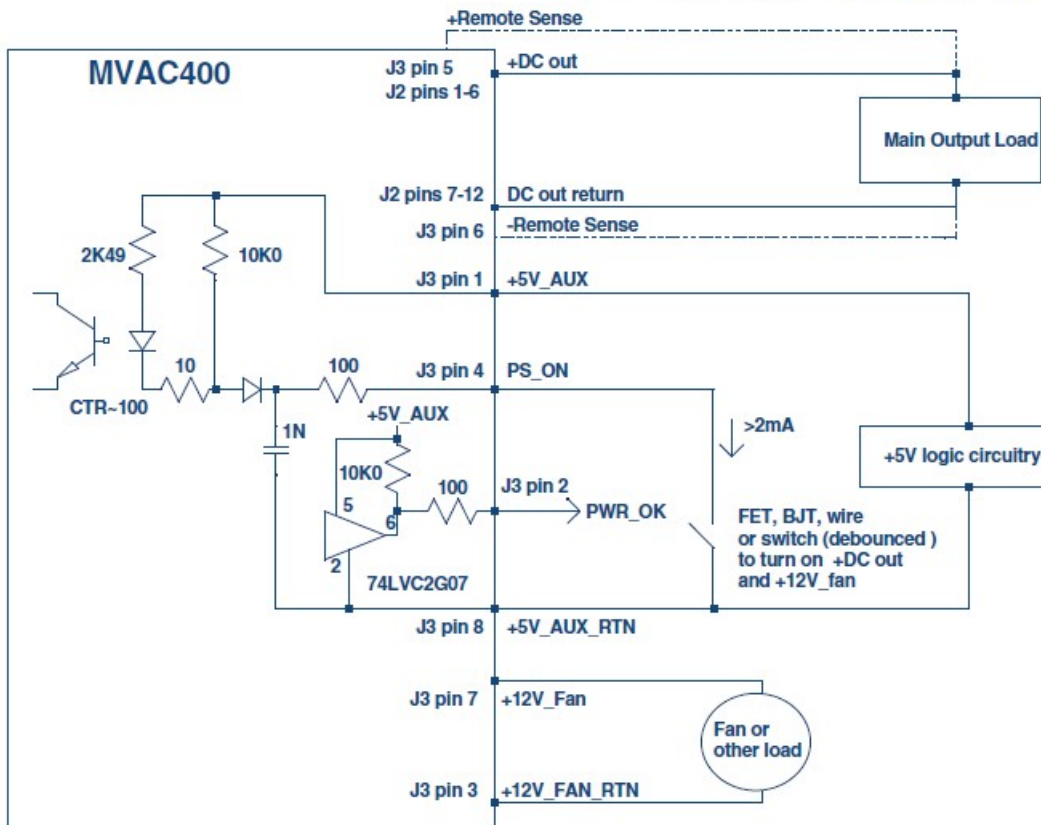 +Remote Sense
MVAC400
J3 pin 5
+DC out
J2 pins 1-6
Main Output Load
J2 pins 7-12
DC out return
J3 pin 6
-Remote Sense
2K49
10K0
J3 pin 1
+5V_AUX
10
100
J3 pin 4
PS_ON
CTR~100
+5V_AUX
>2mA
1N
10K0
+5V logic circuitry
100
J3 pin 2
5
6
PWR_OK
FET, BJT, wire
or switch (debounced )
to turn on +DC out
and +12V_fan
2
74LVC2G07
J3 pin 8
+5V_AUX_RTN
J3 pin 7
+12V_Fan
Fan or
other load
J3 pin 3
+12V_FAN_RTN